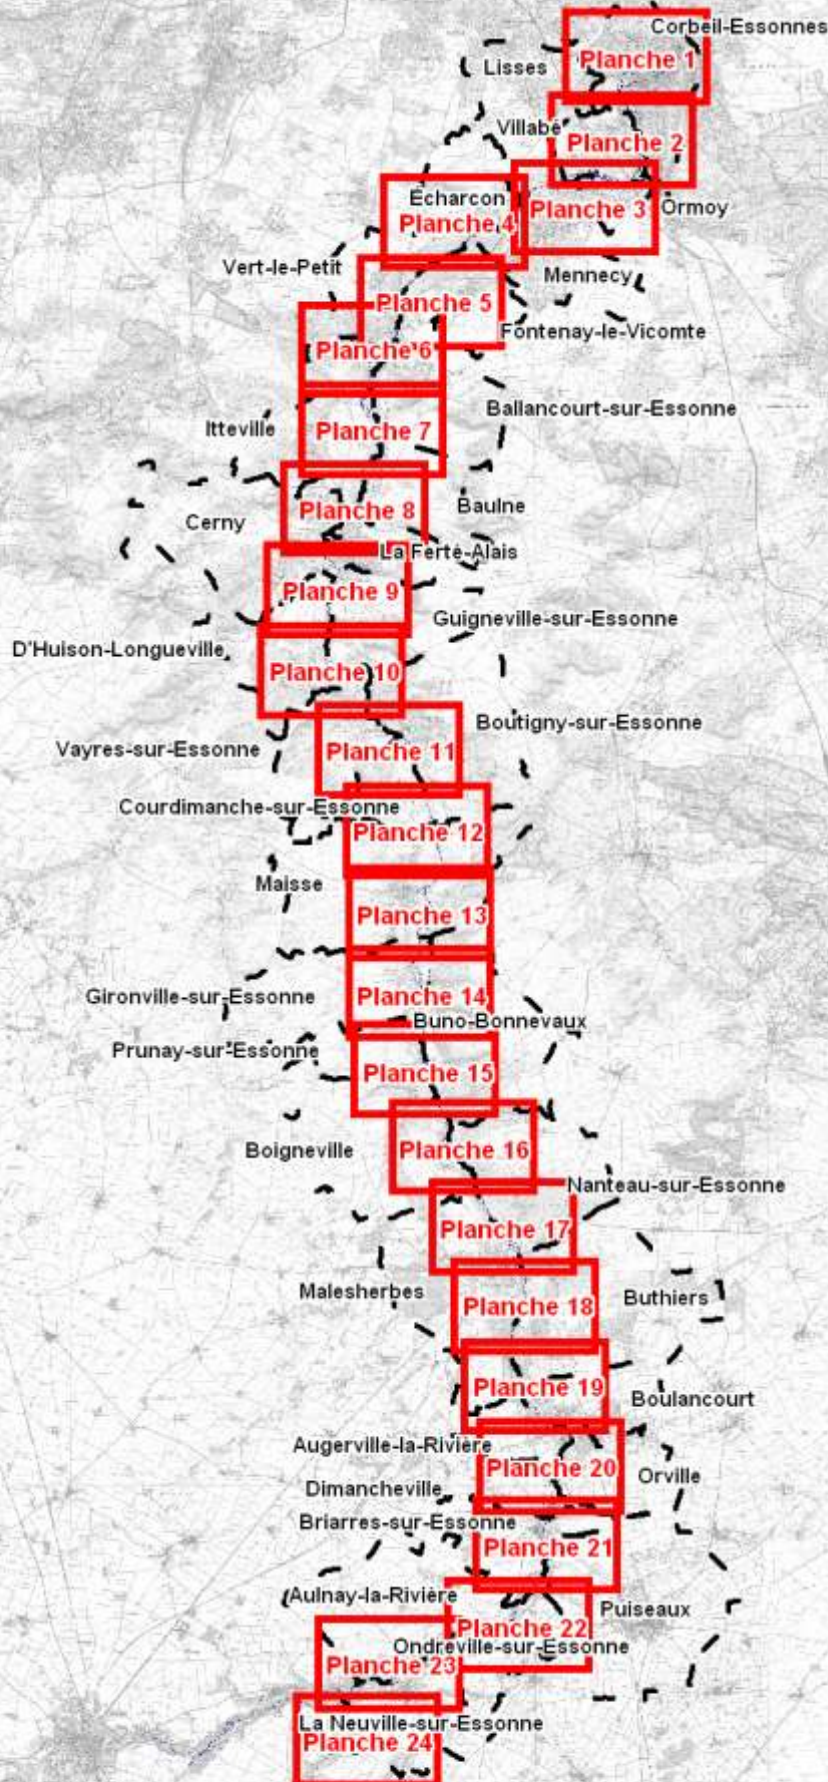 Corbeil-Essonnes
Planche 1
Lisses
Villabé
Planche 2
Echarcon
Planche 3
Ormoy
Planche 4
Vert-le-Petit
Mennecy
Planche 5
Fontenay-le-Vicomte
Planche 6
Ballancourt-sur-Essonne
Itteville
Planche 7
Baulne
Planche 8
Cerny
La Ferté-Alais
Planche 9
Guigneville-sur-Essonne
D'Huison-Longueville
Planche 10
Boutigny-sur-Essonne
Vayres-sur-Essonne
Planche 11
Courdimanche-sur-Essonne
Planche 12
Maisse
Planche 13
Gironville-sur-Essonne
Planche 14
Buno-Bonnevaux
Prunay-sur-Essonne
Planche 15
Boigneville
Planche 16
Nanteau-sur-Essonne
Planche 17
Malesherbes
Planche 18
Buthiers
Planche 19
Boulancourt
Augerville-la-Rivière
Planche 20
Orville
Dimancheville
Briarres-sur-Essonne
Planche 21
Aulnay-la-Rivière
Puiseaux
Planche 22
Ondreville-sur-Essonne
Planche 23
La Neuville-sur-Essonne
Planche 24